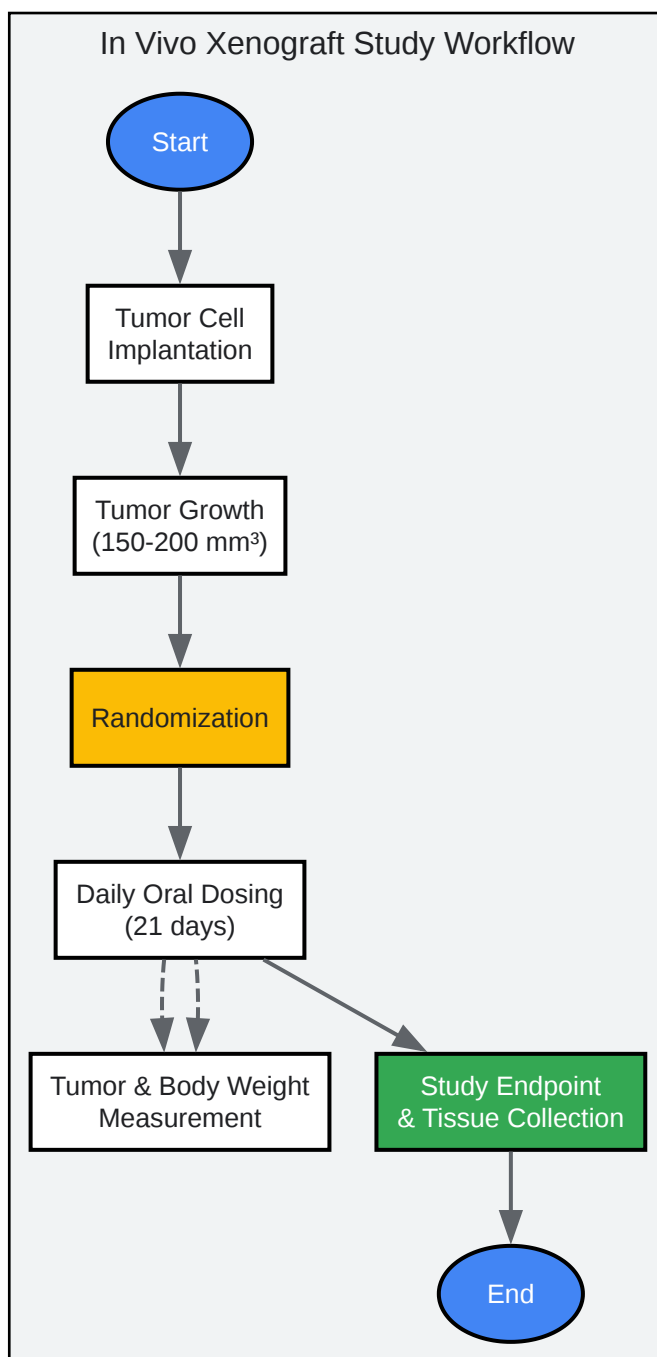 In Vivo Xenograft Study Workflow
Start
Tumor Cell
Implantation
Tumor Growth
(150-200 mm³)
Randomization
Daily Oral Dosing
(21 days)
Tumor & Body Weight
Measurement
Study Endpoint
& Tissue Collection
End